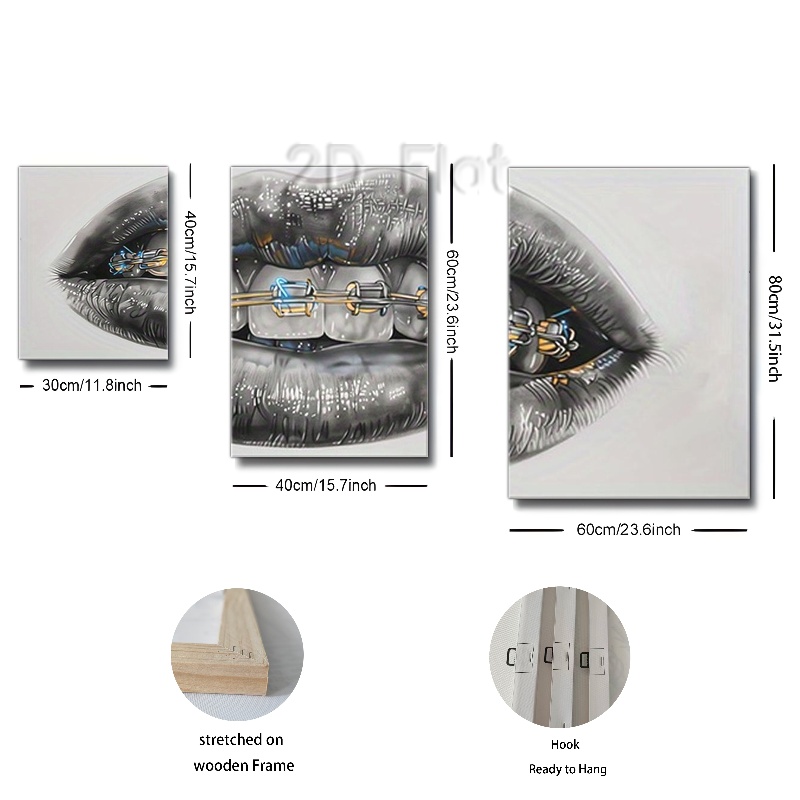 2D Flat
40cm/15.7inch
30cm/11.8inch
60cm/23.6inch
40cm/15.7inch
80cm/31.5inch
60cm/23.6inch
stretched on
wooden Frame
Hook
Ready to Hang